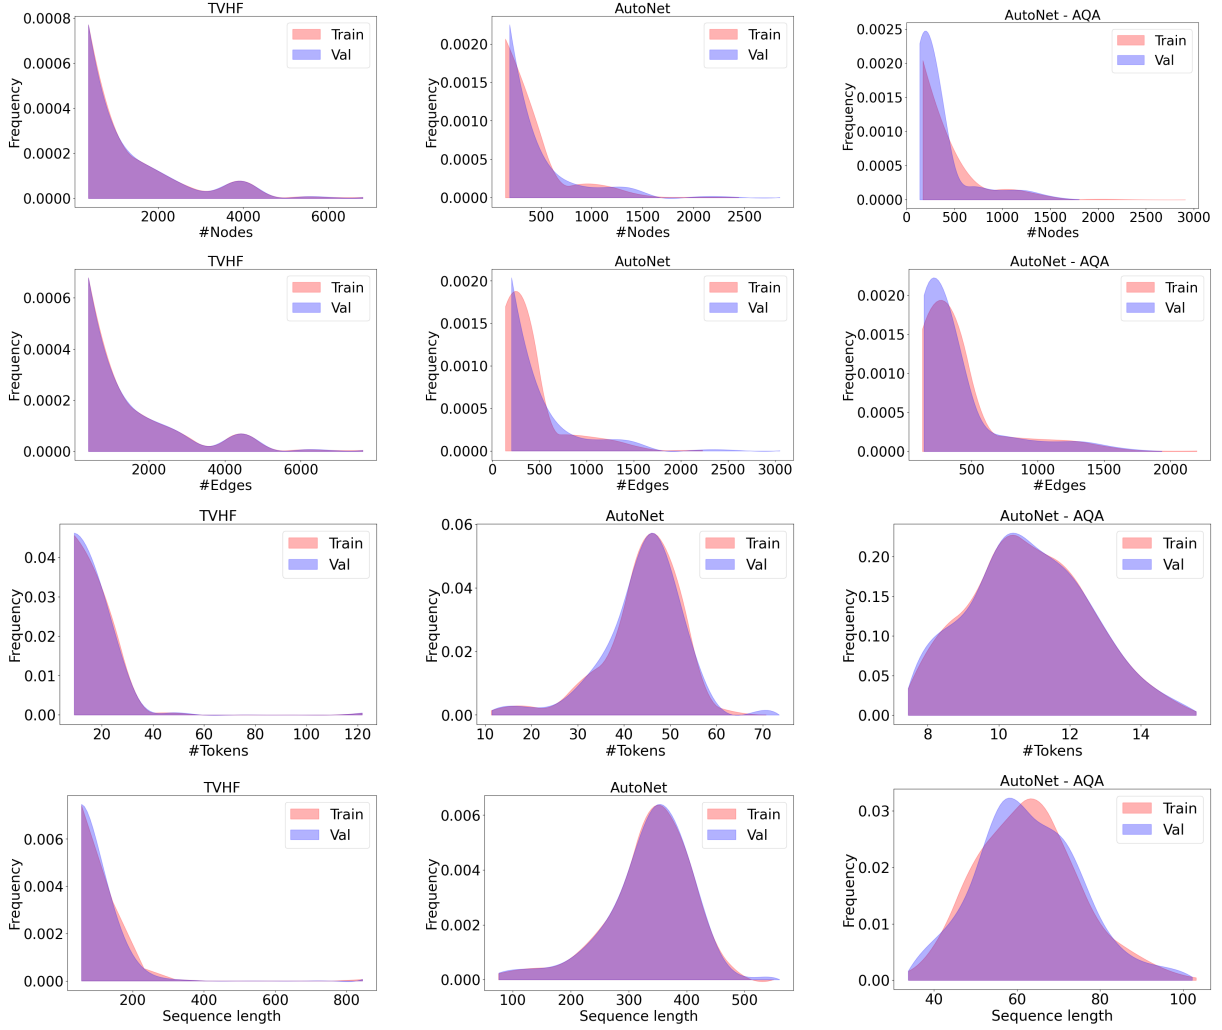 TVHF
0.0008
0.0006
0.0004
0.0002
0.0000
Frequency
Train
Val
2000 4000 6000
#Nodes
AutoNet
0.0020
0.0015
0.0010
0.0005
0.0000
Frequency
Train
Val
500 1000 1500 2000 2500
#Nodes
AutoNet - AQA
0.0025
0.0020
0.0015
0.0010
0.0005
0.0000
Frequency
Train
Val
0 500 1000 1500 2000 2500 3000
#Nodes
TVHF
0.0006
0.0004
0.0002
0.0000
Frequency
Train
Val
2000 4000 6000
#Edges
AutoNet
0.0020
0.0015
0.0010
0.0005
0.0000
Frequency
Train
Val
0 500 1000 1500 2000 2500 3000
#Edges
AutoNet - AQA
0.0020
0.0015
0.0010
0.0005
0.0000
Frequency
Train
Val
500 1000 1500 2000
#Edges
TVHF
0.04
0.03
0.02
0.01
0.00
Frequency
Train
Val
20 40 60 80 100 120
#Tokens
AutoNet
0.06
0.04
0.02
0.00
Frequency
Train
Val
10 20 30 40 50 60 70
#Tokens
AutoNet - AQA
0.20
0.15
0.10
0.05
0.00
Frequency
Train
Val
8 10 12 14
#Tokens
TVHF
0.006
0.004
0.002
0.000
Frequency
Train
Val
200 400 600 800
Sequence length
AutoNet
0.006
0.004
0.002
0.000
Frequency
Train
Val
100 200 300 400 500
Sequence length
AutoNet - AQA
0.03
0.02
0.01
0.00
Frequency
Train
Val
40 60 80 100
Sequence length